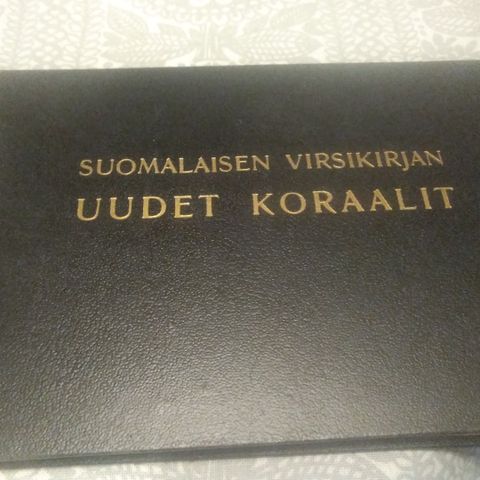 SUOMALAISEN VIRSIKIRJAN
UUDET KORAALIT